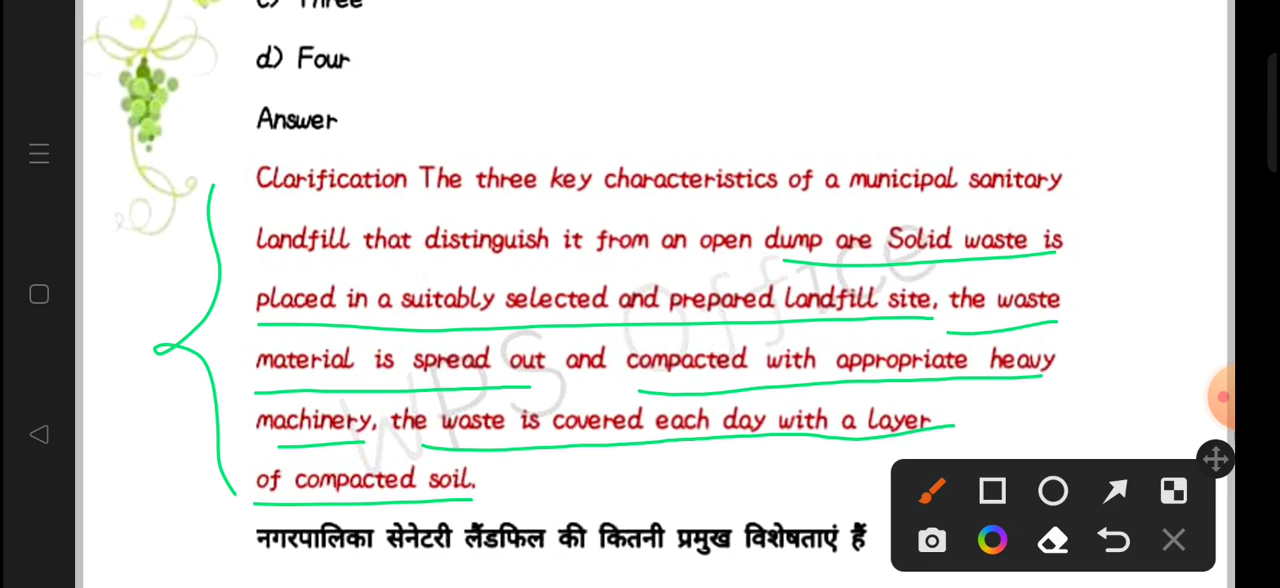 c) Three
d) Four
Answer
Clarification The three key characteristics of a municipal sanitary
landfill that distinguish it from an open dump are Solid waste is
placed in a suitably selected and prepared landfill site, the waste
material is spread out and compacted with appropriate heavy
machinery, the waste is covered each day with a layer
of compacted soil.
नगरपालिका सेनेटरी लैंडफिल की कितनी प्रमुख विशेषताएं हैं
WPS Office